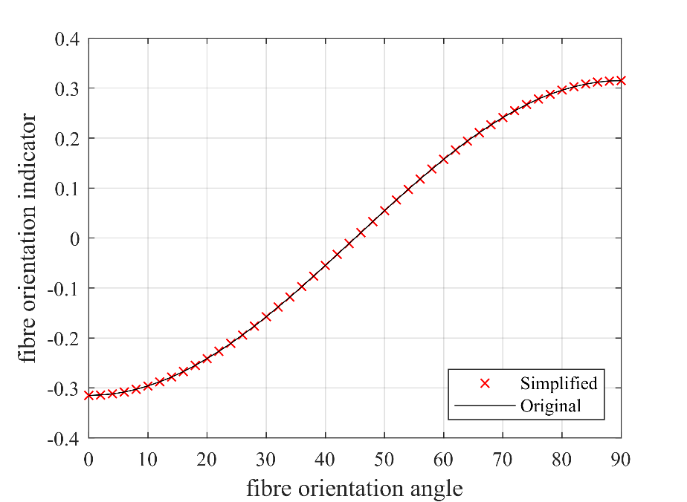 0.4
0.3
0.2
0.1
0
-0.1
-0.2
-0.3
-0.4
fibre orientation indicator
Simplified
Original
0 10 20 30 40 50 60 70 80 90
fibre orientation angle